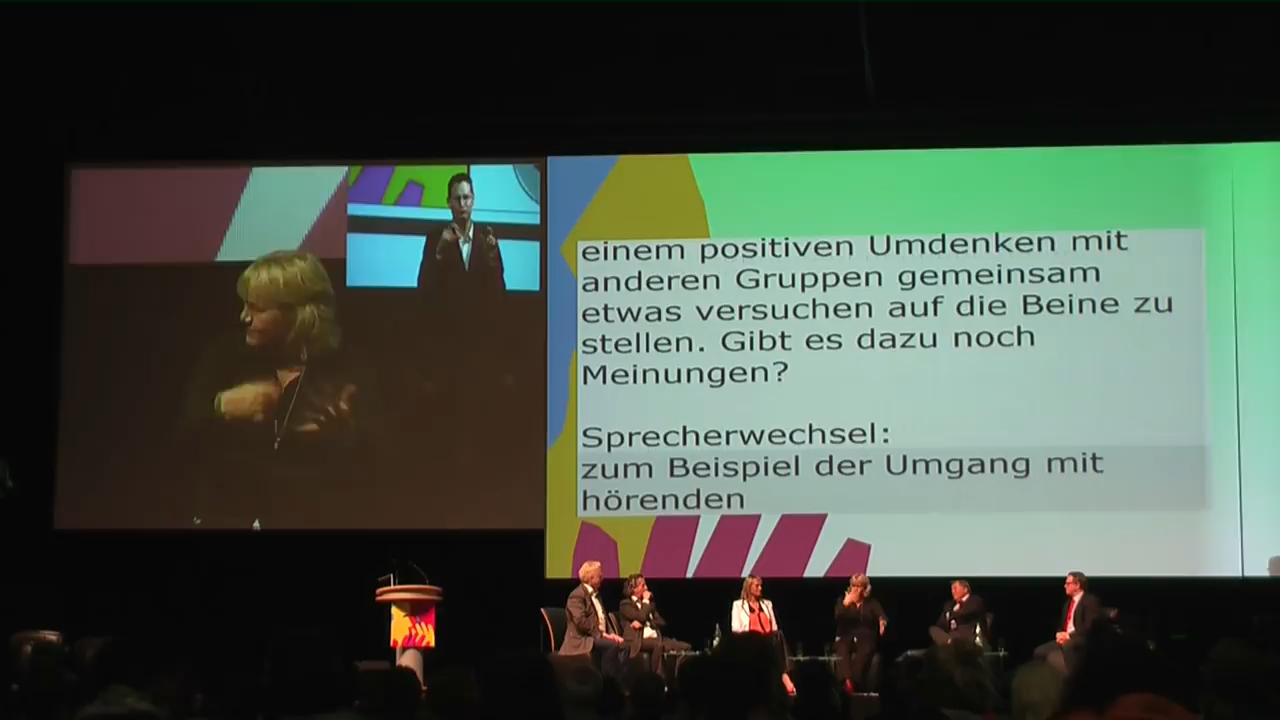 einem positiven Umdenken mit
anderen Gruppen gemeinsam
etwas versuchen auf die Beine zu
stellen. Gibt es dazu noch
Meinungen?
Sprecherwechsel:
zum Beispiel der Umgang mit
hörenden